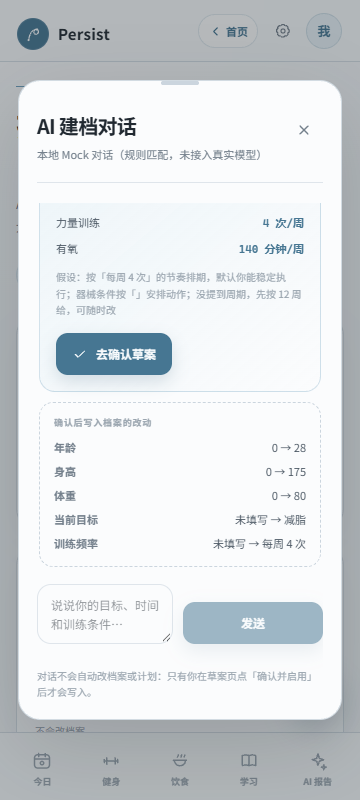 Persist
首页
我
AI 建档对话
本地 Mock 对话（规则匹配，未接入真实模型）
力量训练 4 次/周
有氧 140 分钟/周
假设：按「每周 4 次」的节奏排期，默认你能稳定执
行；器械条件按「」安排动作；没提到周期，先按 12 周
给，可随时改
去确认草案
确认后写入档案的改动
年龄 0 → 28
身高 0 → 175
体重 0 → 80
当前目标 未填写 → 减脂
训练频率 未填写 → 每周 4 次
说说你的目标、时间
和训练条件…
发送
对话不会自动改档案或计划：只有你在草案页点「确认并启用」
后才会写入。
今日
健身
饮食
学习
AI 报告